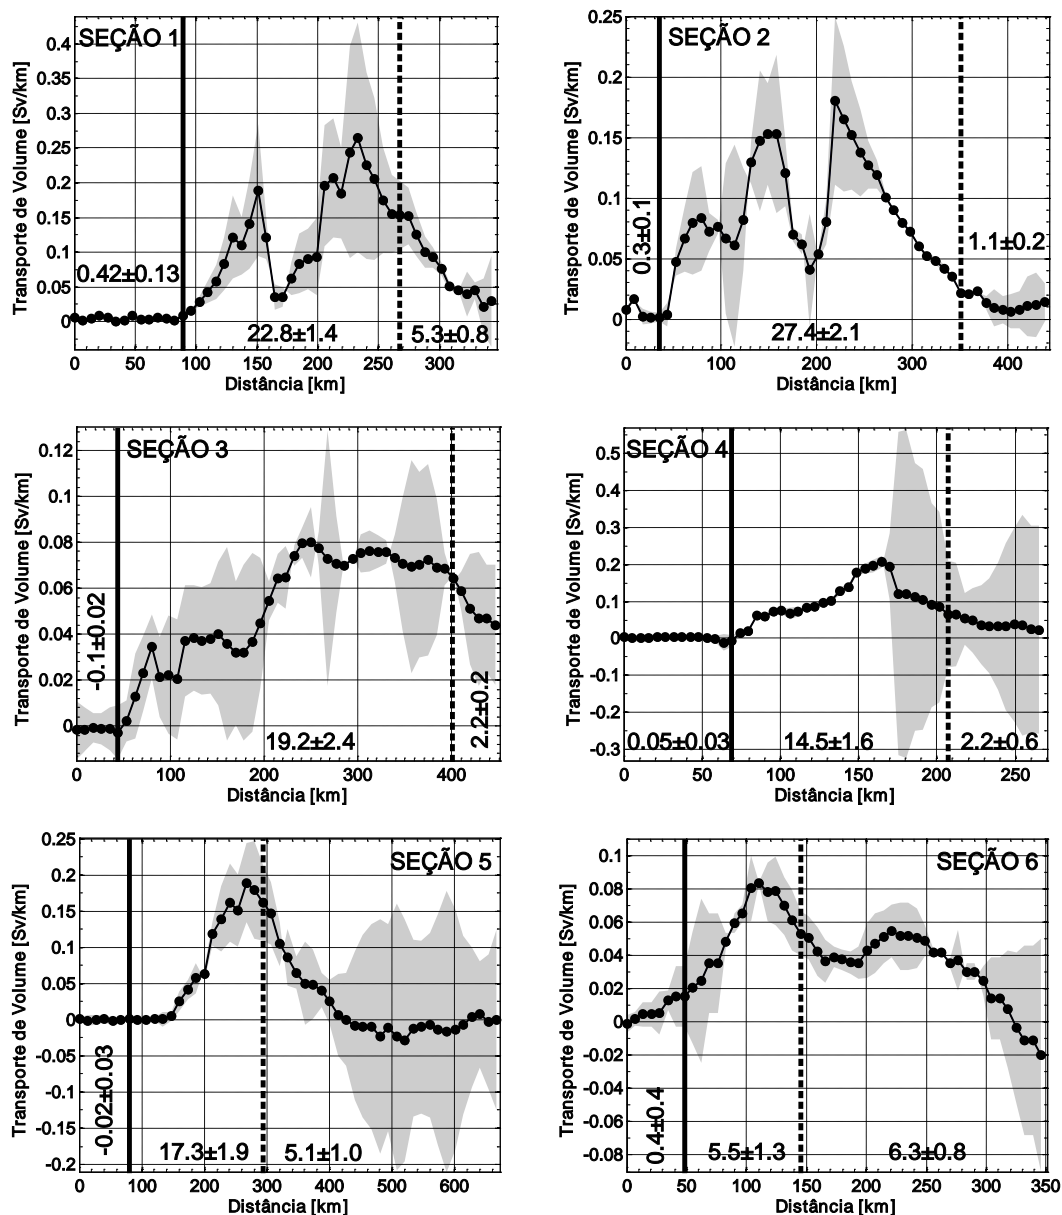 SEÇÃO 1
Transporte de Volume [Sv/km]
0.4
0.35
0.3
0.25
0.2
0.15
0.1
0.05
0
0.42±0.13
22.8±1.4
5.3±0.8
0 50 100 150 200 250 300
Distância [km]
SEÇÃO 2
Transporte de Volume [Sv/km]
0.25
0.2
0.15
0.1
0.05
0
0.3±0.1
27.4±2.1
1.1±0.2
0 100 200 300 400
Distância [km]
SEÇÃO 3
Transporte de Volume [Sv/km]
0.12
0.1
0.08
0.06
0.04
0.02
0
-0.1±0.02
19.2±2.4
2.2±0.2
0 100 200 300 400
Distância [km]
SEÇÃO 4
Transporte de Volume [Sv/km]
0.5
0.4
0.3
0.2
0.1
0
-0.1
-0.2
-0.3
0.05±0.03
14.5±1.6
2.2±0.6
0 50 100 150 200 250
Distância [km]
SEÇÃO 5
Transporte de Volume [Sv/km]
0.25
0.2
0.15
0.1
0.05
0
-0.05
-0.1
-0.15
-0.2
-0.02±0.03
17.3±1.9
5.1±1.0
0 100 200 300 400 500 600
Distância [km]
SEÇÃO 6
Transporte de Volume [Sv/km]
0.1
0.08
0.06
0.04
0.02
0
-0.02
-0.04
-0.06
-0.08
0.4±0.4
5.5±1.3
6.3±0.8
0 50 100 150 200 250 300 350
Distância [km]